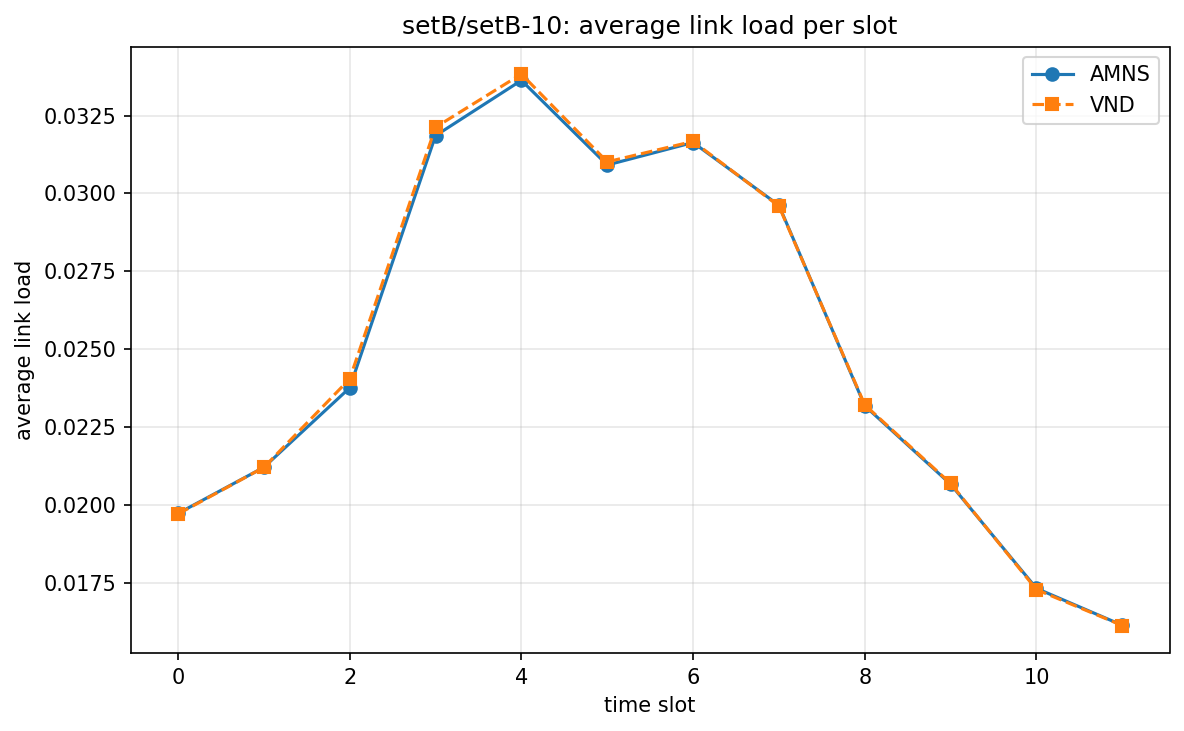 setB/setB-10: average link load per slot
AMNS
VND
average link load
0.0325
0.0300
0.0275
0.0250
0.0225
0.0200
0.0175
0 2 4 6 8 10
time slot